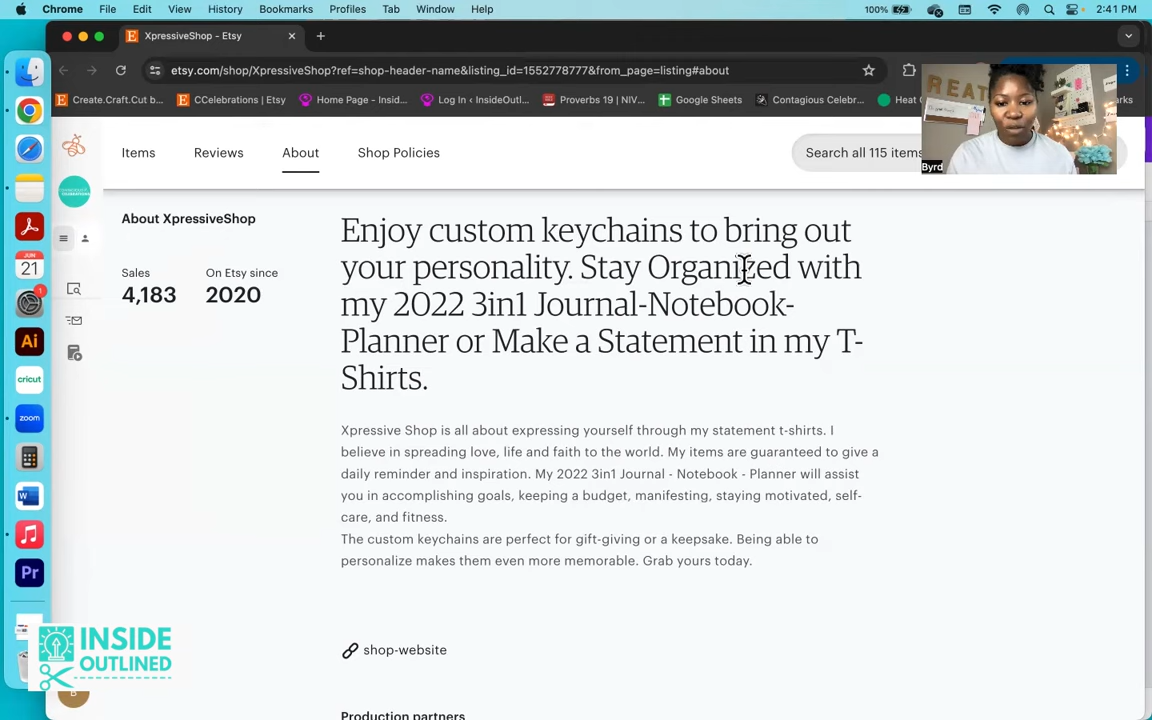 Chrome File Edit View History Bookmarks Profiles Tab Window Help 100% 2:41 PM
XpressiveShop - Etsy
etsy.com/shop/XpressiveShop?ref=shop-header-name&listing_id=1552778777&from_page=listing#about
Create.Craft.Cut b... CCelebrations | Etsy Home Page - Insid... Log In ‹ InsideOutl... Proverbs 19 | NIV... Google Sheets Contagious Celebr... Heat
Items Reviews About Shop Policies Search all 115 items
Byrd
About XpressiveShop
Sales On Etsy since
4,183 2020
Enjoy custom keychains to bring out
your personality. Stay Organized with
my 2022 3in1 Journal-Notebook-
Planner or Make a Statement in my T-
Shirts.
Xpressive Shop is all about expressing yourself through my statement t-shirts. I
believe in spreading love, life and faith to the world. My items are guaranteed to give a
daily reminder and inspiration. My 2022 3in1 Journal - Notebook - Planner will assist
you in accomplishing goals, keeping a budget, manifesting, staying motivated, self-
care, and fitness.
The custom keychains are perfect for gift-giving or a keepsake. Being able to
personalize makes them even more memorable. Grab yours today.
shop-website
Production partners
JUN
21
1
Ai
cricut
zoom
W
Pr
INSIDE
OUTLINED
B